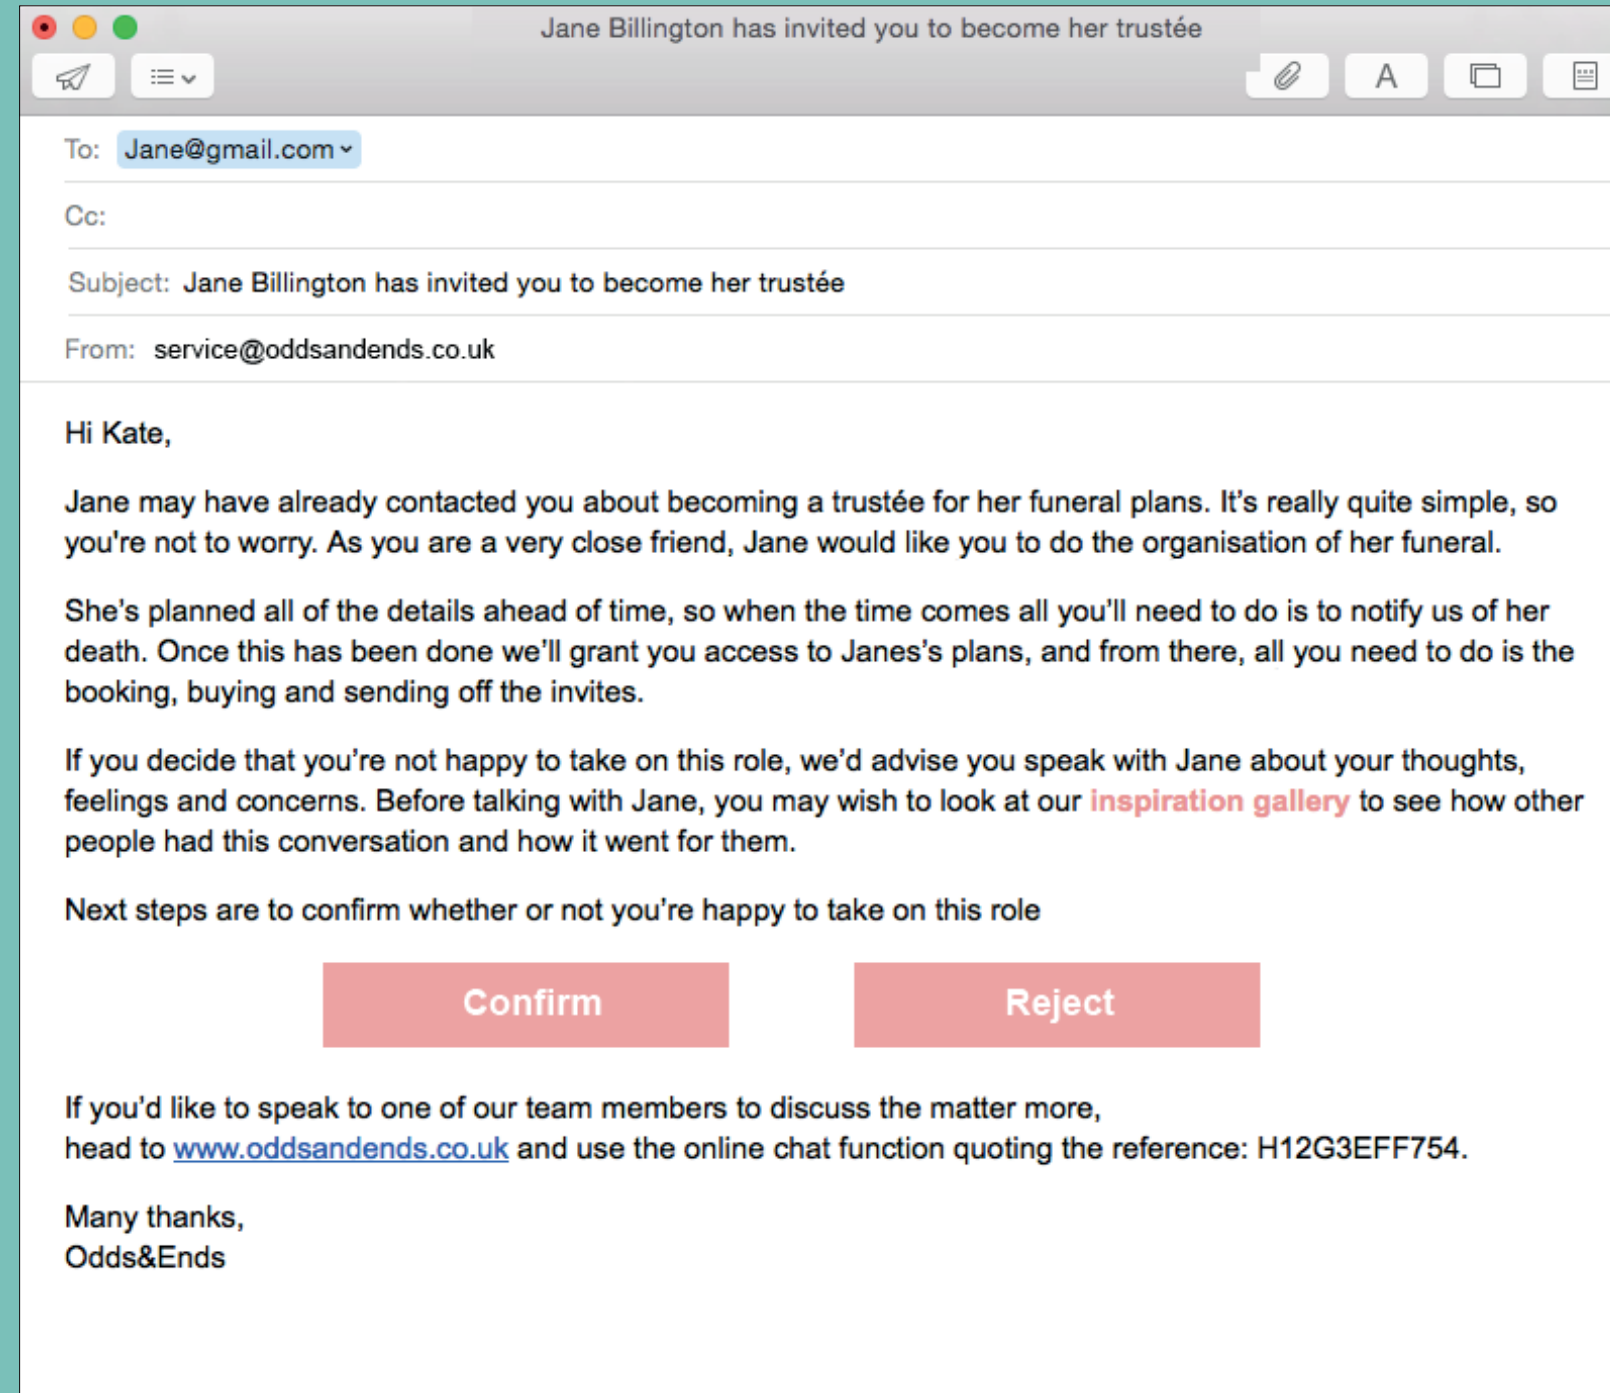 Jane Billington has invited you to become her trustée
A
To: Jane@gmail.com
Cc:
Subject: Jane Billington has invited you to become her trustée
From: service@oddsandends.co.uk
Hi Kate,
Jane may have already contacted you about becoming a trustée for her funeral plans. It’s really quite simple, so
you're not to worry. As you are a very close friend, Jane would like you to do the organisation of her funeral.
She’s planned all of the details ahead of time, so when the time comes all you’ll need to do is to notify us of her
death. Once this has been done we’ll grant you access to Janes’s plans, and from there, all you need to do is the
booking, buying and sending off the invites.
If you decide that you’re not happy to take on this role, we’d advise you speak with Jane about your thoughts,
feelings and concerns. Before talking with Jane, you may wish to look at our inspiration gallery to see how other
people had this conversation and how it went for them.
Next steps are to confirm whether or not you’re happy to take on this role
Confirm Reject
If you’d like to speak to one of our team members to discuss the matter more,
head to www.oddsandends.co.uk and use the online chat function quoting the reference: H12G3EFF754.
Many thanks,
Odds&Ends